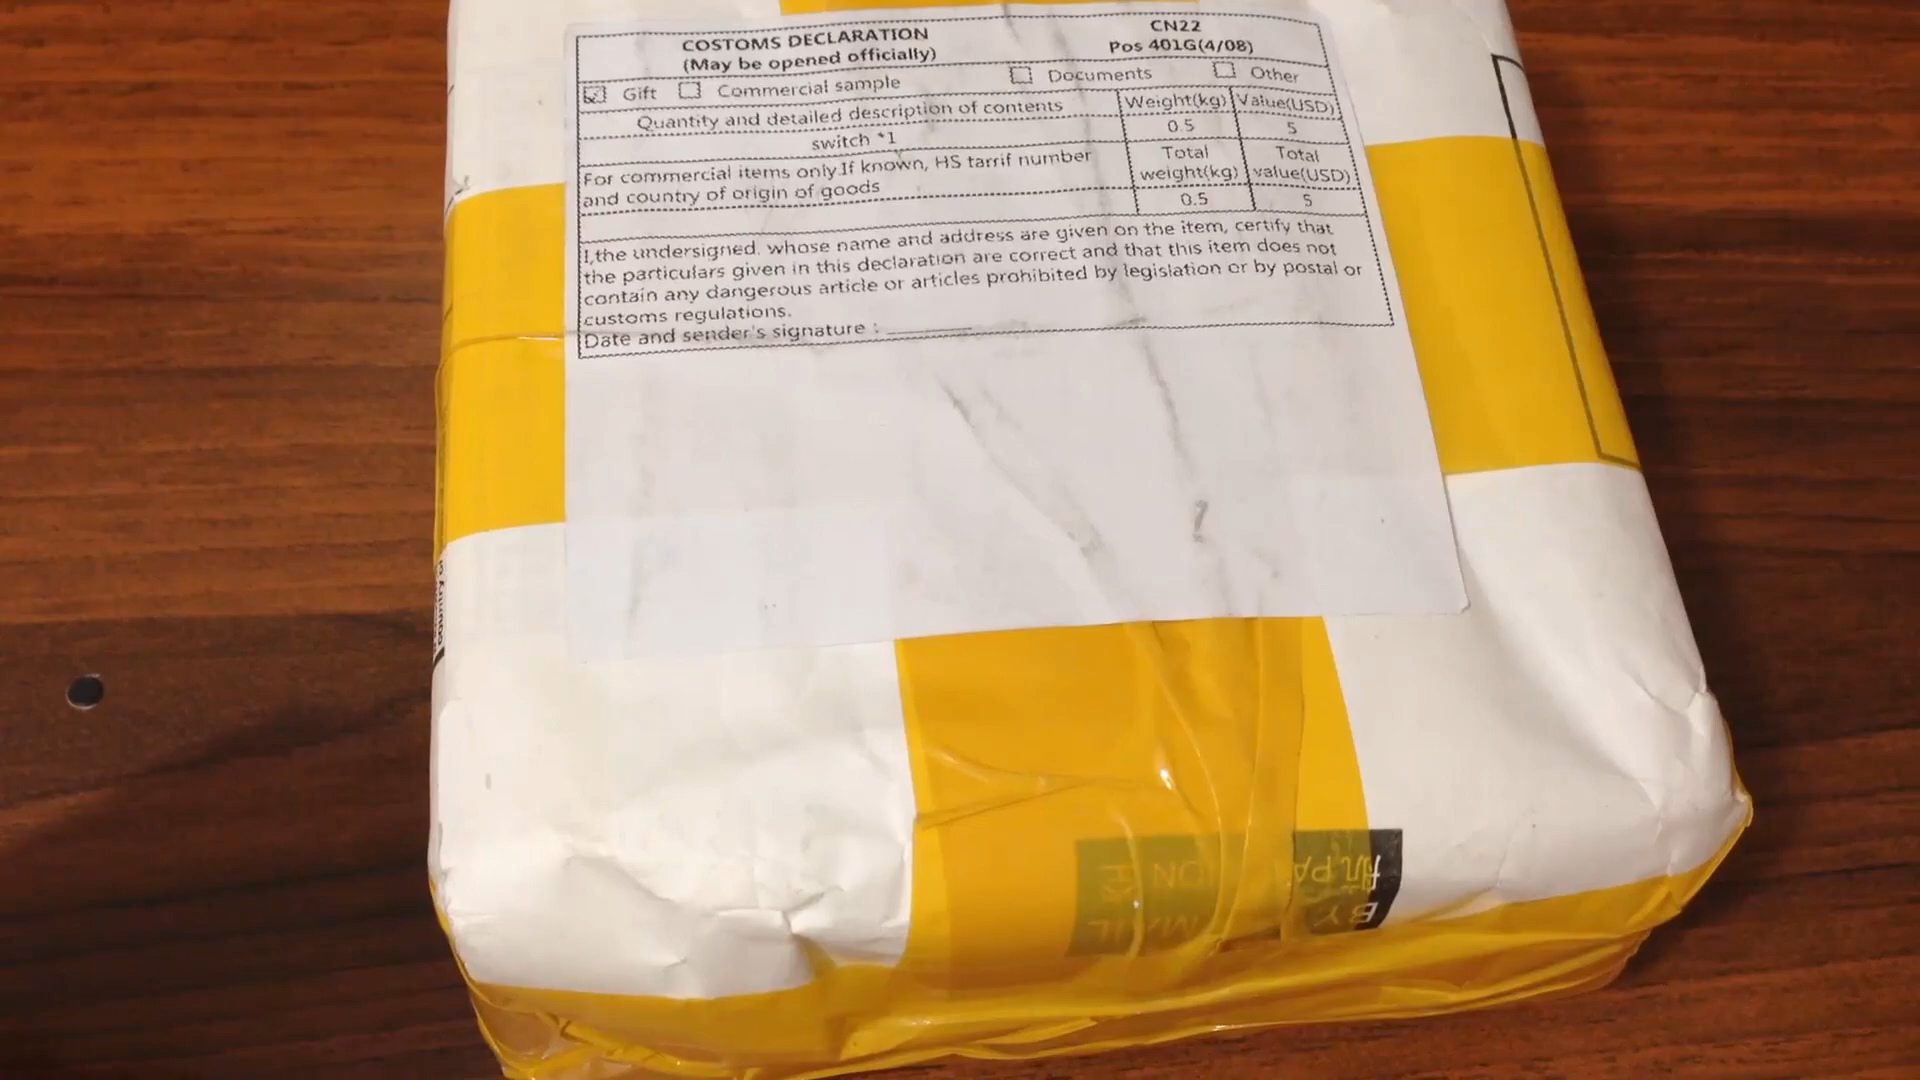 COSTOMS DECLARATION
(May be opened officially)
CN22
Pos 401G(4/08)
Gift Commercial sample Documents Other
Quantity and detailed description of contents Weight(kg) Value(USD)
switch *1 0.5 5
For commercial items only.If known, HS tarrif number
and country of origin of goods
Total
weight(kg)
Total
value(USD)
0.5 5
I,the undersigned. whose name and address are given on the item, certify that
the particulars given in this declaration are correct and that this item does not
contain any dangerous article or articles prohibited by legislation or by postal or
customs regulations.
Date and sender's signature :
country
航 PA
BY MAIL